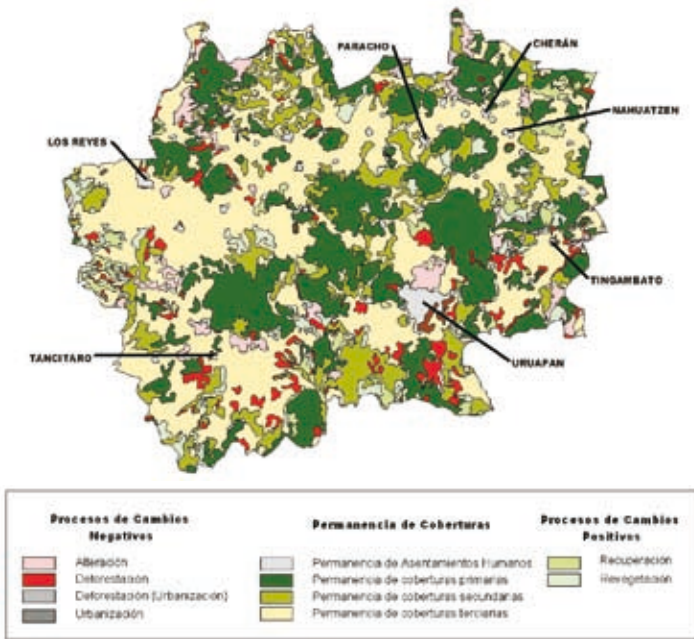 PARACHO
CHERÁN
NAHUATZEN
LOS REYES
TINGAMBATO
TANCITARO
URUAPAN
Procesos de Cambios
Negativos
Alteración
Deforestación
Deforestación (Urbanización)
Urbanización
Permanencia de Coberturas
Permanencia de Asentamientos Humanos
Permanencia de coberturas primarias
Permanencia de coberturas secundarias
Permanencia de coberturas terciarias
Procesos de Cambios
Positivos
Recuperación
Revegetación